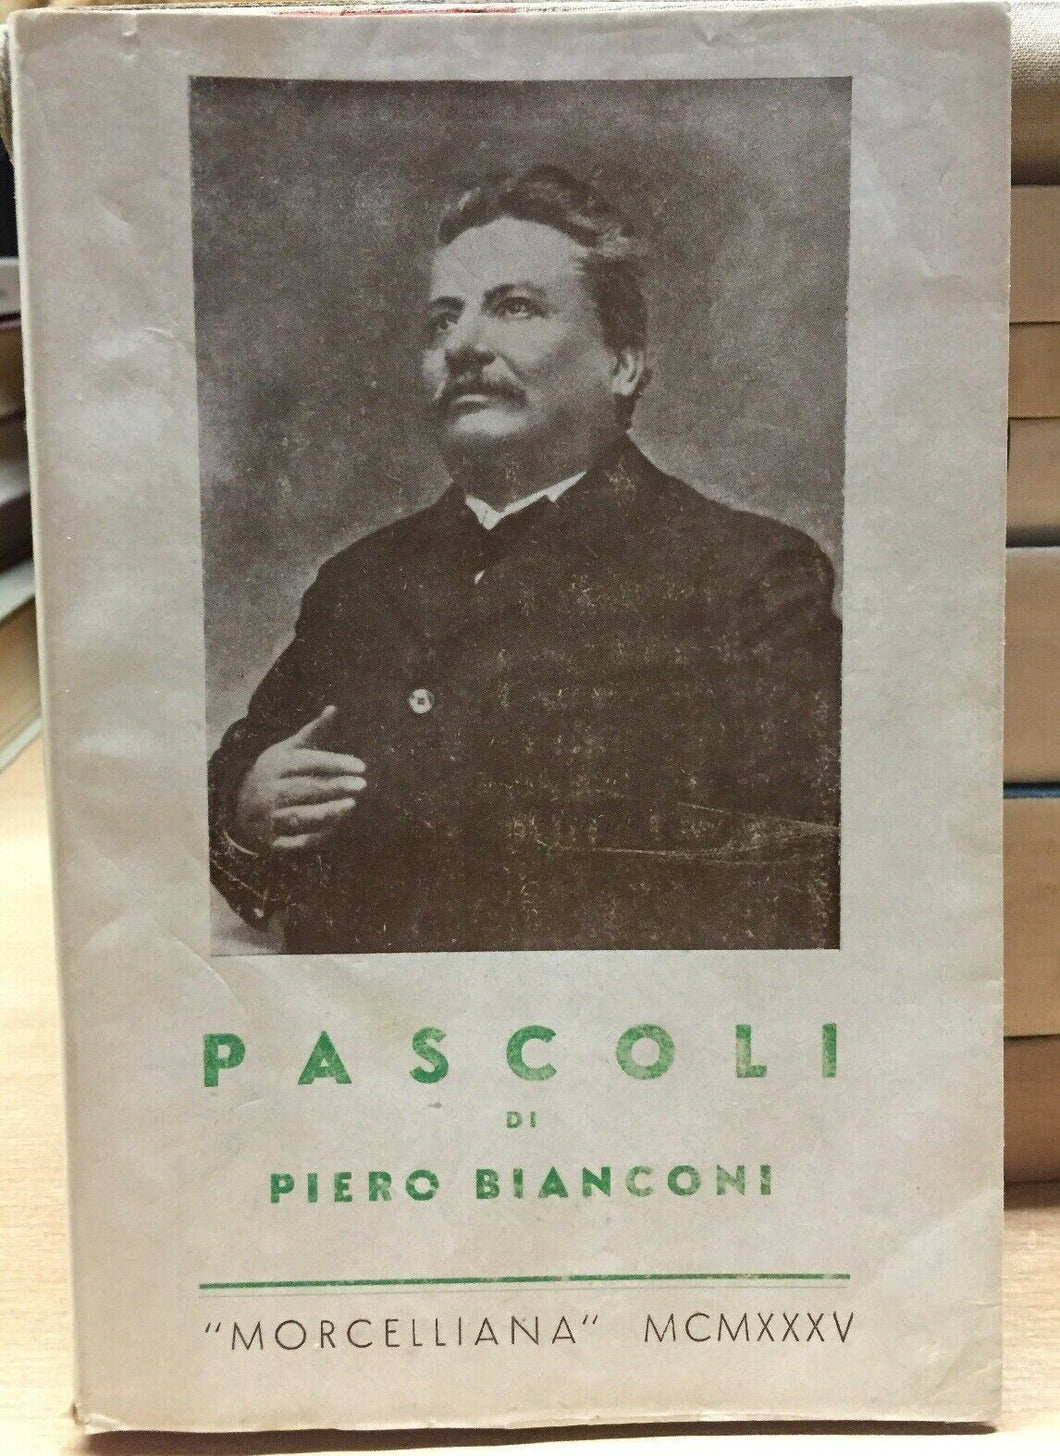 PASCOLI
DI
PIERO BIANCONI
"MORCELLIANA" MCMXXXV